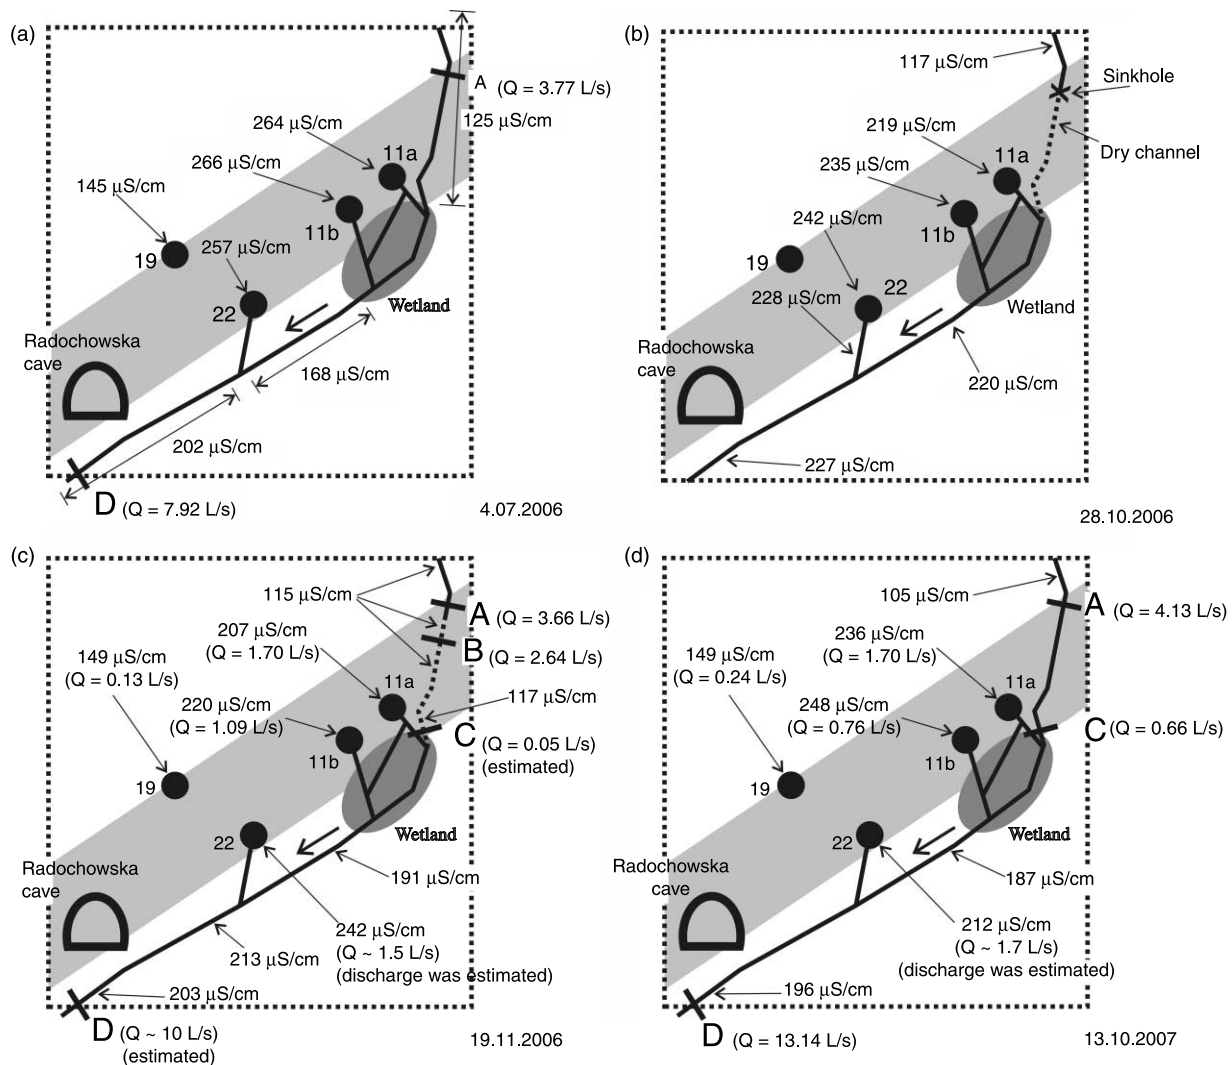 (a)
A (Q = 3.77 L/s)
125 µS/cm
264 µS/cm
11a
266 µS/cm
145 µS/cm
11b
257 µS/cm
19
22
Wetland
Radochowska
cave
168 µS/cm
202 µS/cm
D (Q = 7.92 L/s)
4.07.2006
(b)
117 µS/cm
Sinkhole
219 µS/cm
Dry channel
11a
235 µS/cm
242 µS/cm
11b
19
22
228 µS/cm
Wetland
Radochowska
cave
220 µS/cm
227 µS/cm
28.10.2006
(c)
115 µS/cm
A (Q = 3.66 L/s)
207 µS/cm
(Q = 1.70 L/s)
B (Q = 2.64 L/s)
149 µS/cm
(Q = 0.13 L/s)
11a
117 µS/cm
220 µS/cm
(Q = 1.09 L/s)
C (Q = 0.05 L/s)
(estimated)
11b
19
22
Wetland
Radochowska
cave
191 µS/cm
242 µS/cm
(Q ~ 1.5 L/s)
(discharge was estimated)
213 µS/cm
203 µS/cm
D (Q ~ 10 L/s)
(estimated)
19.11.2006
(d)
105 µS/cm
A (Q = 4.13 L/s)
236 µS/cm
(Q = 1.70 L/s)
149 µS/cm
(Q = 0.24 L/s)
11a
248 µS/cm
(Q = 0.76 L/s)
C (Q = 0.66 L/s)
11b
19
22
Wetland
Radochowska
cave
187 µS/cm
212 µS/cm
(Q ~ 1.7 L/s)
(discharge was estimated)
196 µS/cm
D (Q = 13.14 L/s)
13.10.2007